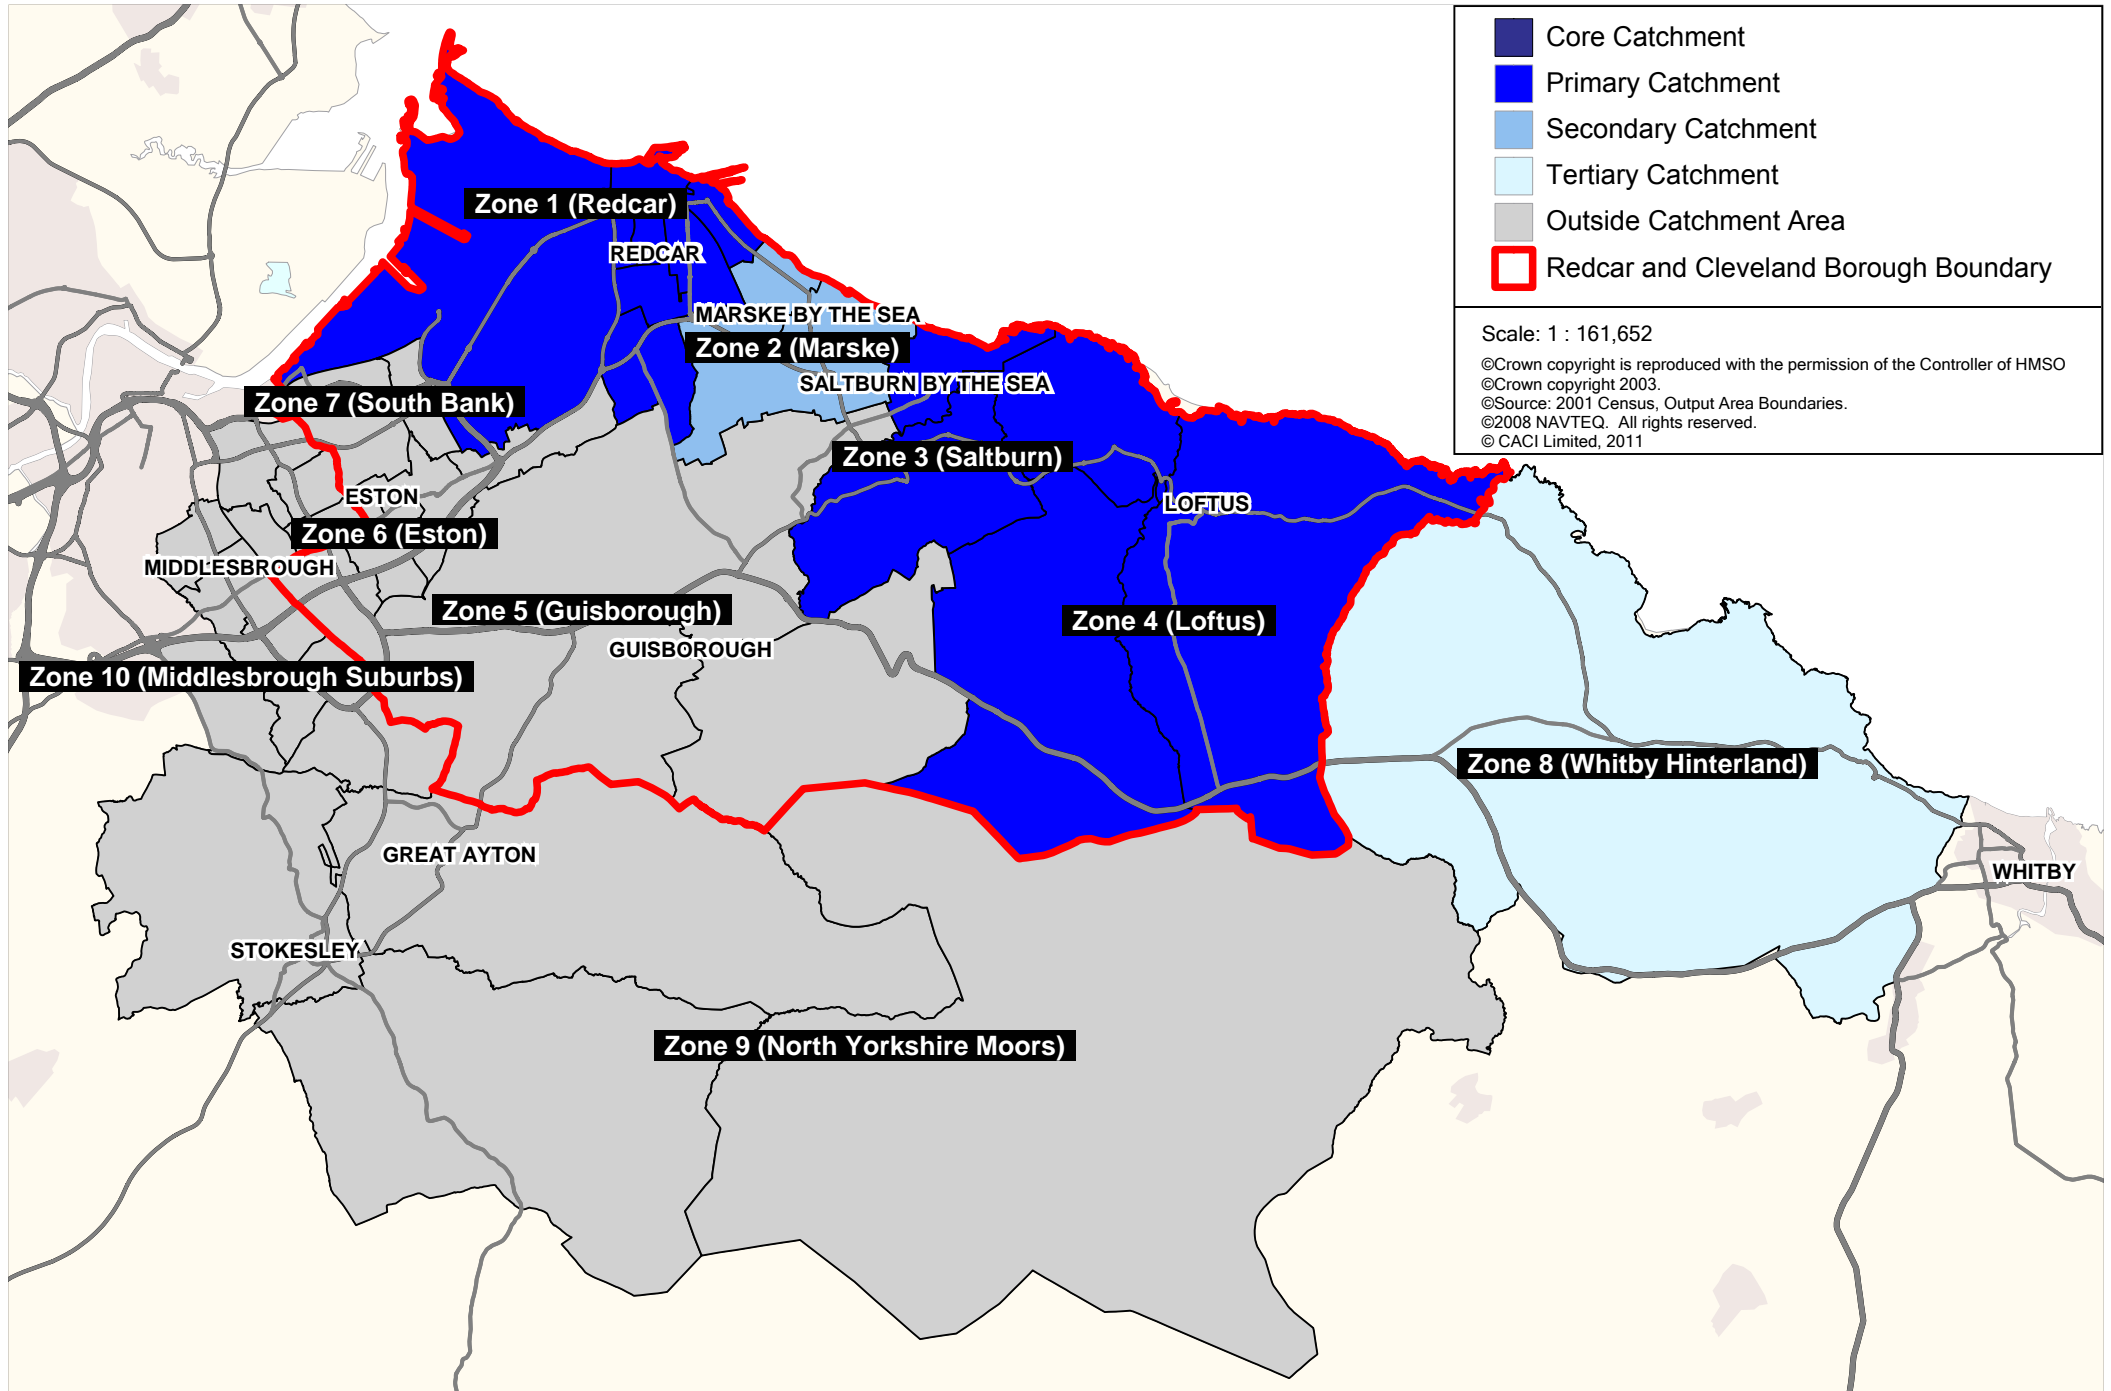 Core Catchment
Primary Catchment
Secondary Catchment
Tertiary Catchment
Outside Catchment Area
Redcar and Cleveland Borough Boundary
Scale: 1 : 161,652
©Crown copyright is reproduced with the permission of the Controller of HMSO
©Crown copyright 2003.
©Source: 2001 Census, Output Area Boundaries.
©2008 NAVTEQ. All rights reserved.
© CACI Limited, 2011
Zone 1 (Redcar)
REDCAR
MARSKE BY THE SEA
Zone 2 (Marske)
SALTBURN BY THE SEA
Zone 7 (South Bank)
Zone 3 (Saltburn)
ESTON
LOFTUS
Zone 6 (Eston)
MIDDLESBROUGH
Zone 5 (Guisborough)
Zone 4 (Loftus)
GUISBOROUGH
Zone 10 (Middlesbrough Suburbs)
Zone 8 (Whitby Hinterland)
GREAT AYTON
WHITBY
STOKESLEY
Zone 9 (North Yorkshire Moors)